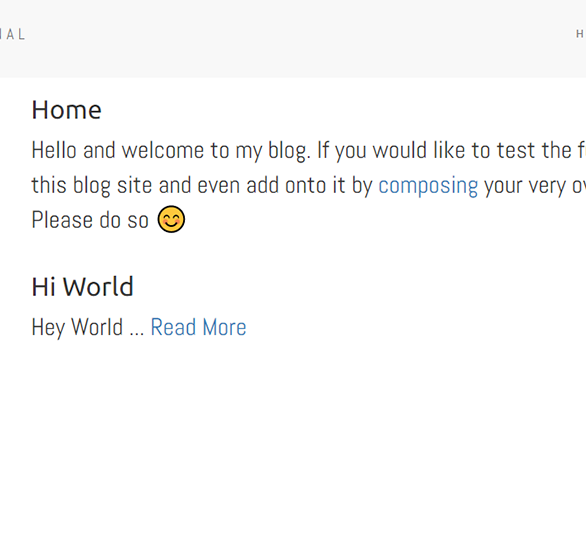 Home
Hello and welcome to my blog. If you would like to test the
this blog site and even add onto it by composing your very
Please do so 😊
Hi World
Hey World ... Read More